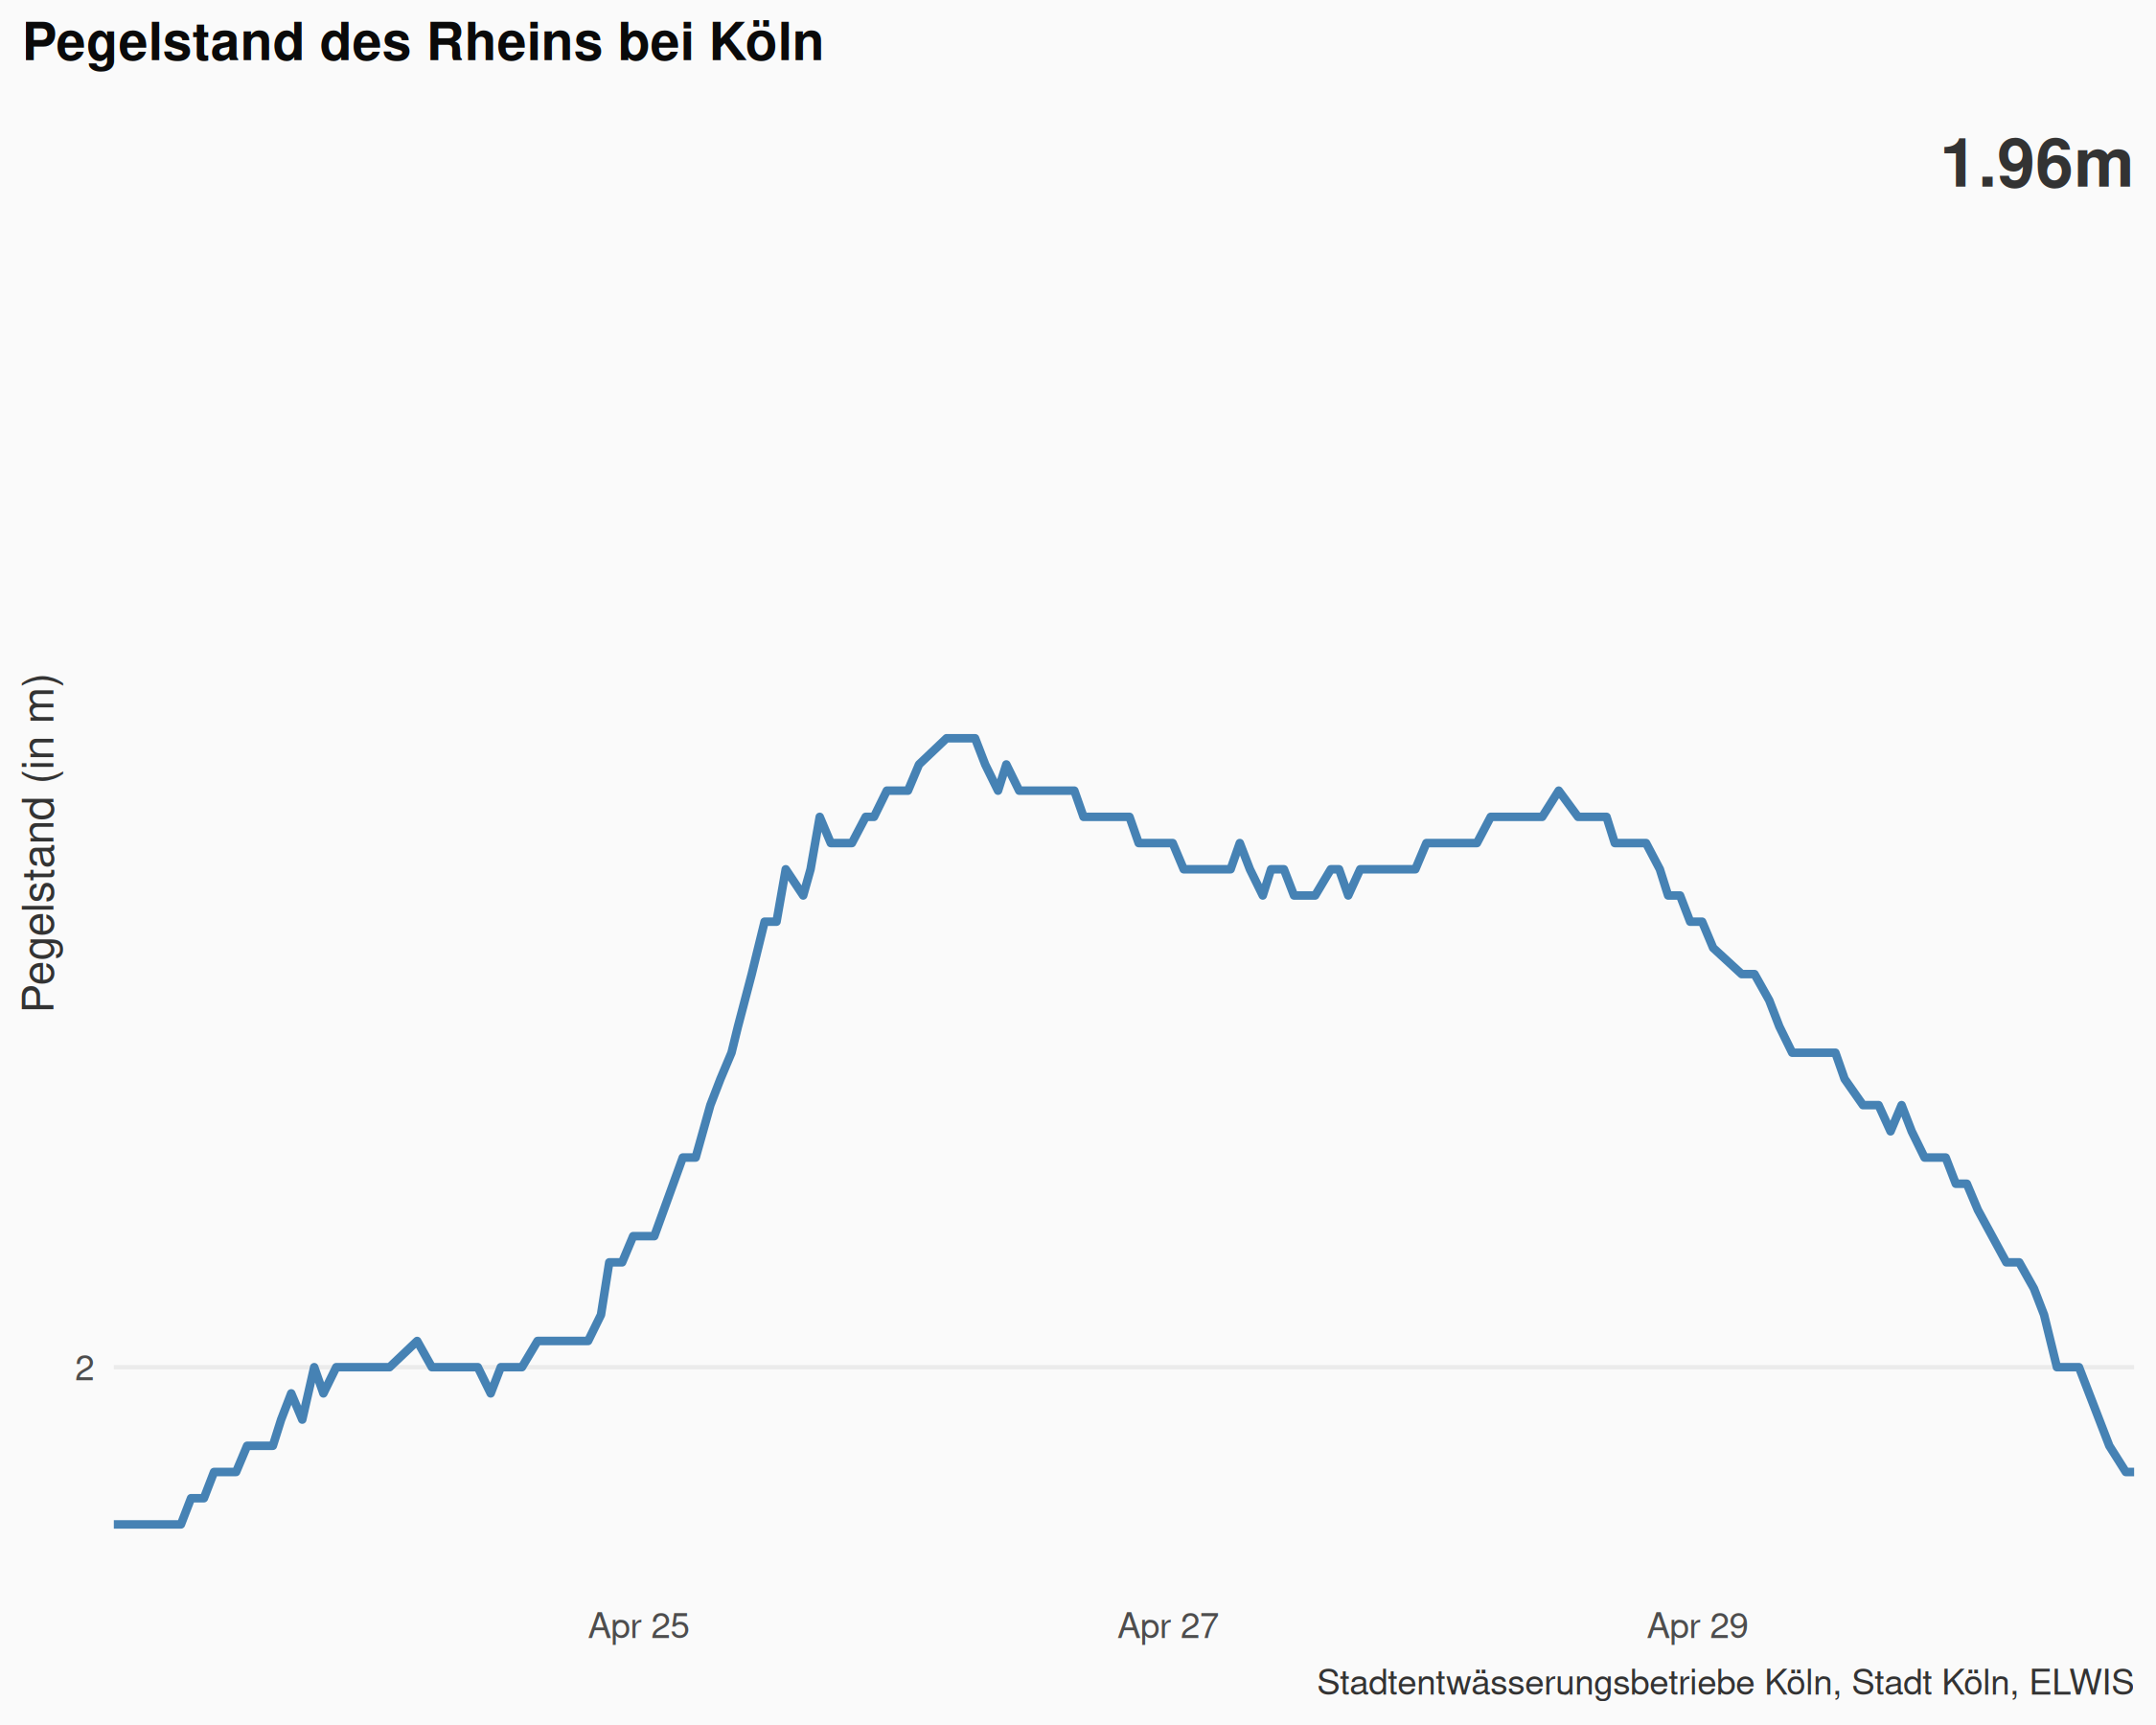 Pegelstand des Rheins bei Köln
1.96m
Pegelstand (in m)
2
Apr 25
Apr 27
Apr 29
Stadtentwässerungsbetriebe Köln, Stadt Köln, ELWIS